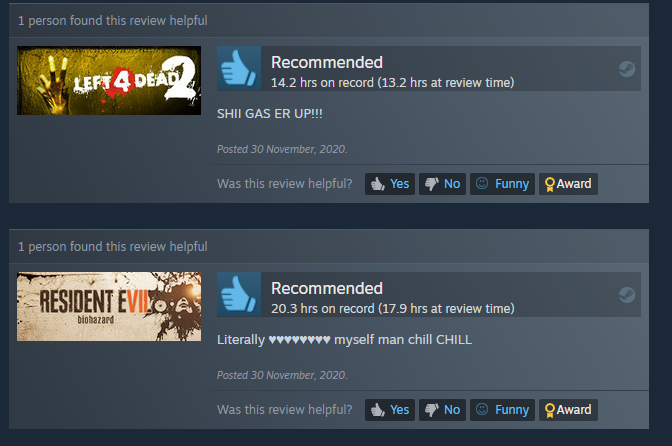 1 person found this review helpful
LEFT 4 DEAD 2
Recommended
14.2 hrs on record (13.2 hrs at review time)
SHII GAS ER UP!!!
Posted 30 November, 2020.
Was this review helpful? Yes No Funny Award
1 person found this review helpful
RESIDENT EVIL
biohazard
Recommended
20.3 hrs on record (17.9 hrs at review time)
Literally ♥♥♥♥♥♥♥♥ myself man chill CHILL
Posted 30 November, 2020.
Was this review helpful? Yes No Funny Award